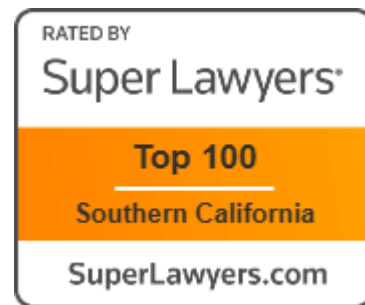 RATED BY
Super Lawyers®
Top 100
Southern California
SuperLawyers.com